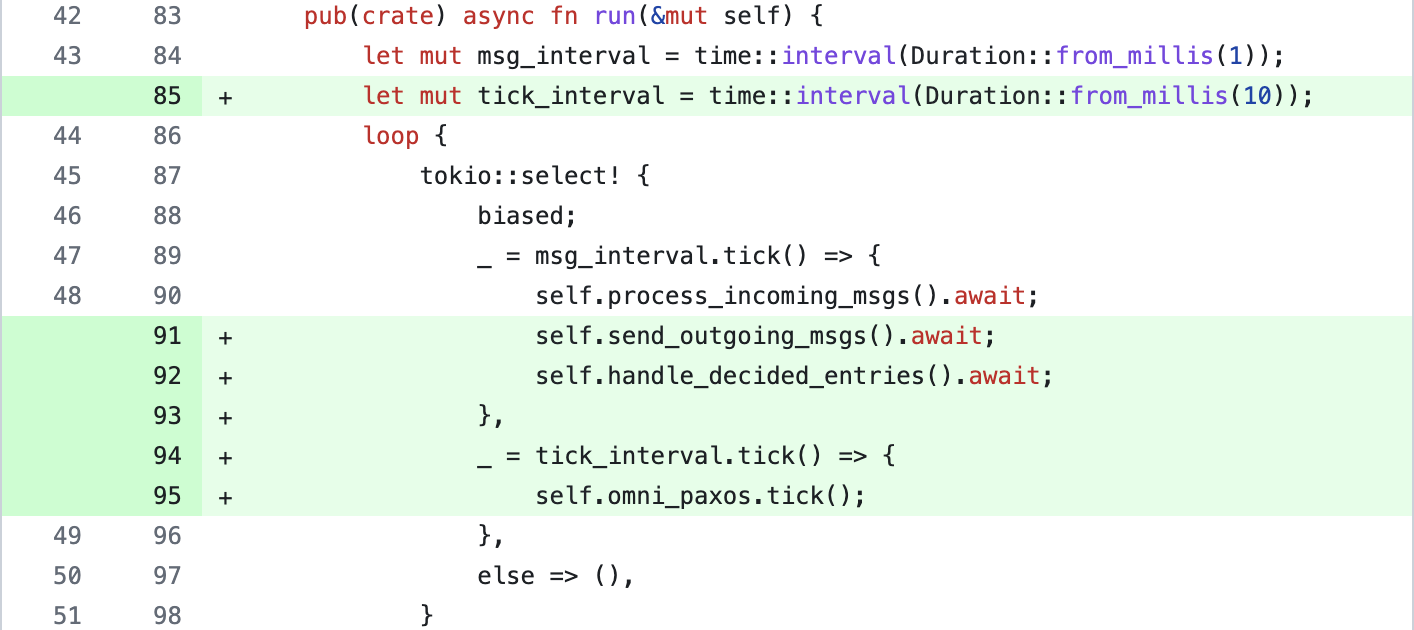 42 83 pub(crate) async fn run(&mut self) {
43 84 let mut msg_interval = time::interval(Duration::from_millis(1));
85 + let mut tick_interval = time::interval(Duration::from_millis(10));
44 86 loop {
45 87 tokio::select! {
46 88 biased;
47 89 _ = msg_interval.tick() => {
48 90 self.process_incoming_msgs().await;
91 + self.send_outgoing_msgs().await;
92 + self.handle_decided_entries().await;
93 + },
94 + _ = tick_interval.tick() => {
95 + self.omni_paxos.tick();
49 96 },
50 97 else => (),
51 98 }